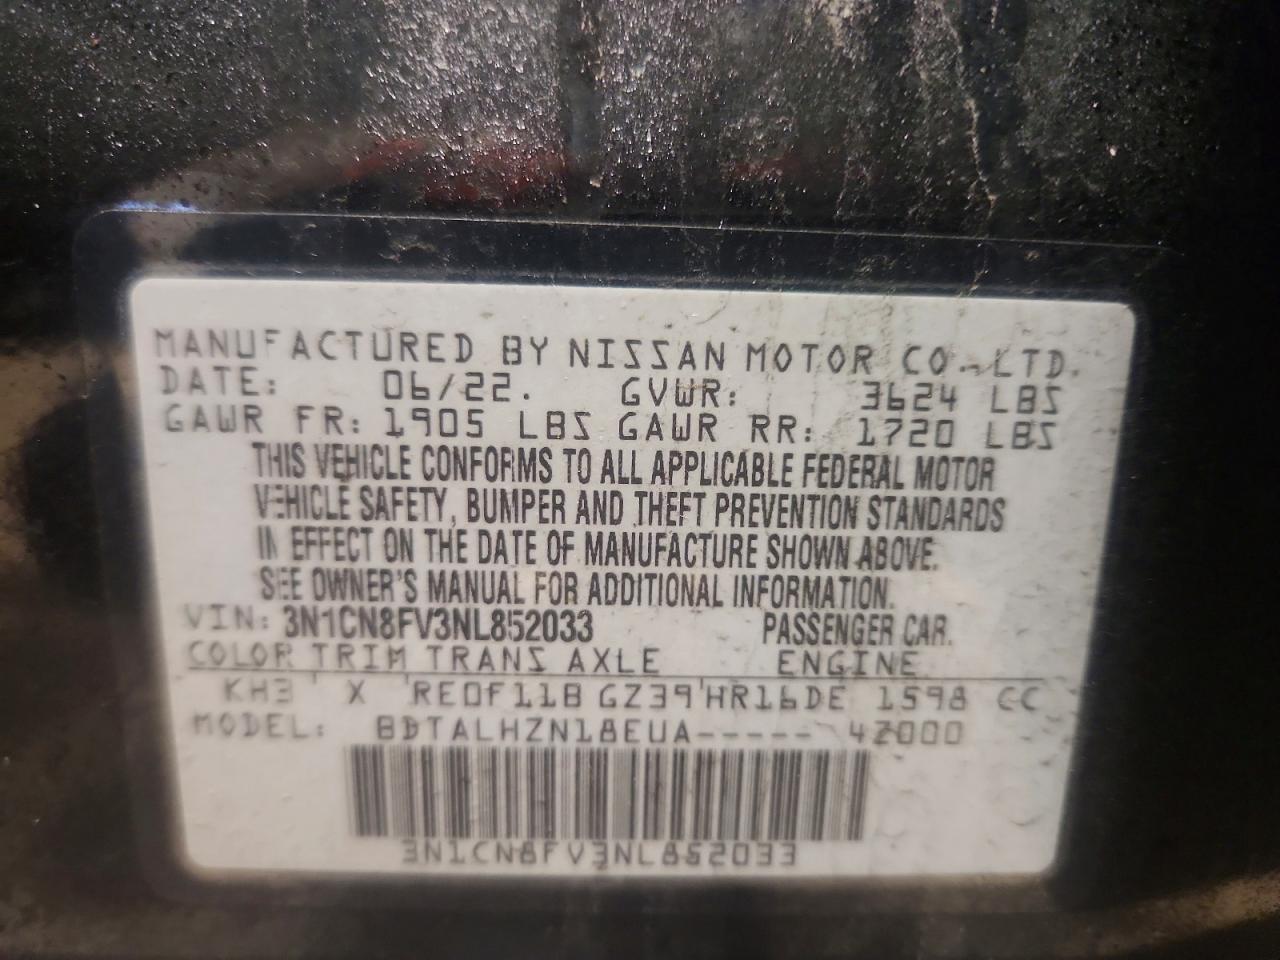 MANUFACTURED BY NISSAN MOTOR CO.,LTD.
DATE: 06/22. GVWR: 3624 LBS
GAWR FR: 1905 LBS GAWR RR: 1720 LBS
THIS VEHICLE CONFORMS TO ALL APPLICABLE FEDERAL MOTOR
VEHICLE SAFETY, BUMPER AND THEFT PREVENTION STANDARDS
IN EFFECT ON THE DATE OF MANUFACTURE SHOWN ABOVE.
SEE OWNER'S MANUAL FOR ADDITIONAL INFORMATION.
VIN: 3N1CN8FV3NL852033 PASSENGER CAR.
COLOR TRIM TRANS AXLE ENGINE
KH3 X RE0F11B GZ39 HR16DE 1598 CC
MODEL: BDTALHZN18EUA----- 42000
3N1CN8FV3NL852033